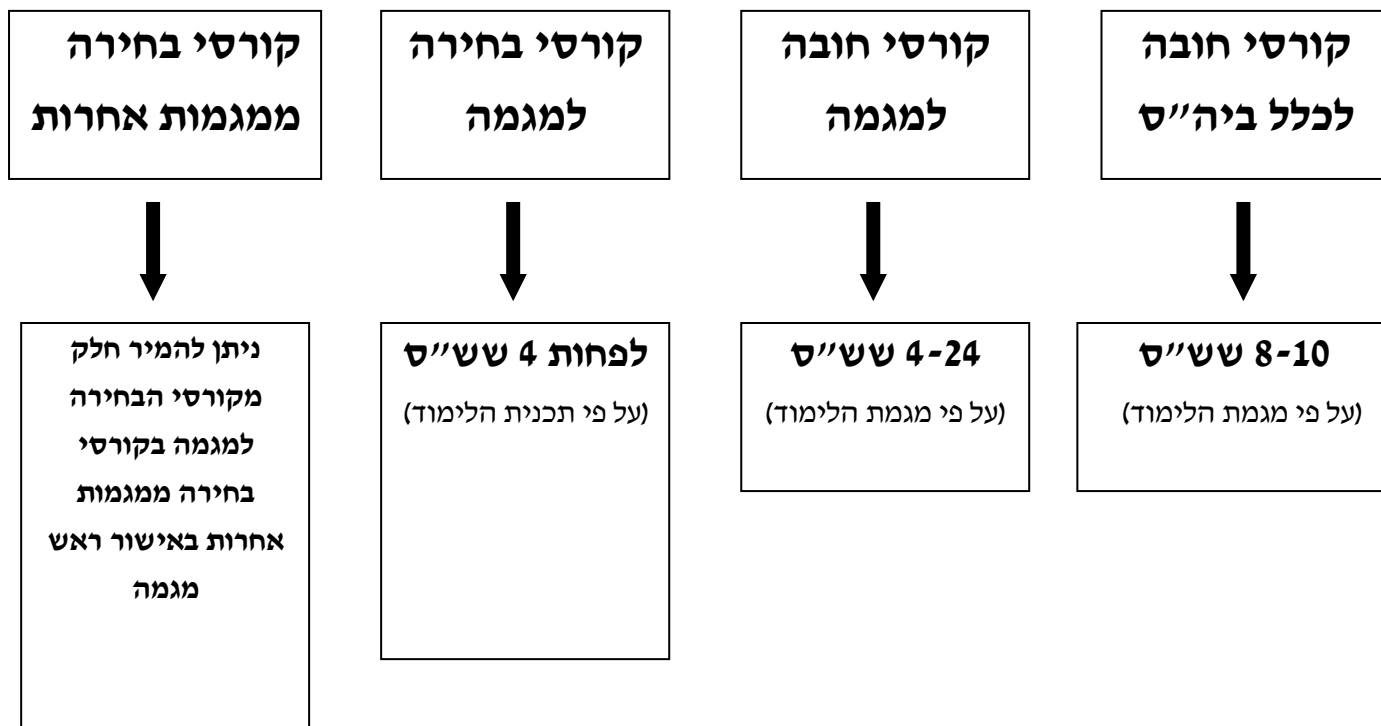 קורסי חובה
לכלל ביה״ס
קורסי חובה
למגמה
קורסי בחירה
למגמה
קורסי בחירה
ממגמות אחרות
8-10 שש״ס
(על פי מגמת הלימוד)
4-24 שש״ס
(על פי מגמת הלימוד)
לפחות 4 שש״ס
(על פי תכנית הלימוד)
ניתן להמיר חלק
מקורסי הבחירה
למגמה בקורסי
בחירה ממגמות
אחרות באישור ראש
מגמה